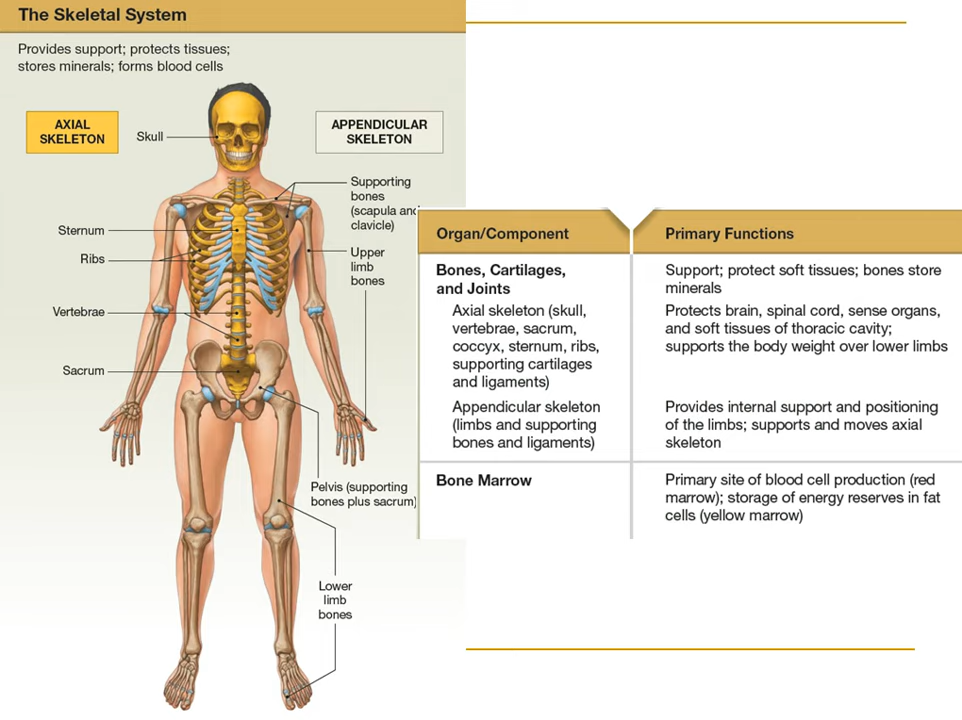 The Skeletal System
Provides support; protects tissues;
stores minerals; forms blood cells
AXIAL
SKELETON
APPENDICULAR
SKELETON
Skull
Supporting
bones
(scapula and
clavicle)
Sternum
Ribs
Upper
limb
bones
Vertebrae
Sacrum
Pelvis (supporting
bones plus sacrum)
Lower
limb
bones
Organ/Component
Primary Functions
Bones, Cartilages,
and Joints
Support; protect soft tissues; bones store
minerals
Axial skeleton (skull,
vertebrae, sacrum,
coccyx, sternum, ribs,
supporting cartilages
and ligaments)
Protects brain, spinal cord, sense organs,
and soft tissues of thoracic cavity;
supports the body weight over lower limbs
Appendicular skeleton
(limbs and supporting
bones and ligaments)
Provides internal support and positioning
of the limbs; supports and moves axial
skeleton
Bone Marrow
Primary site of blood cell production (red
marrow); storage of energy reserves in fat
cells (yellow marrow)